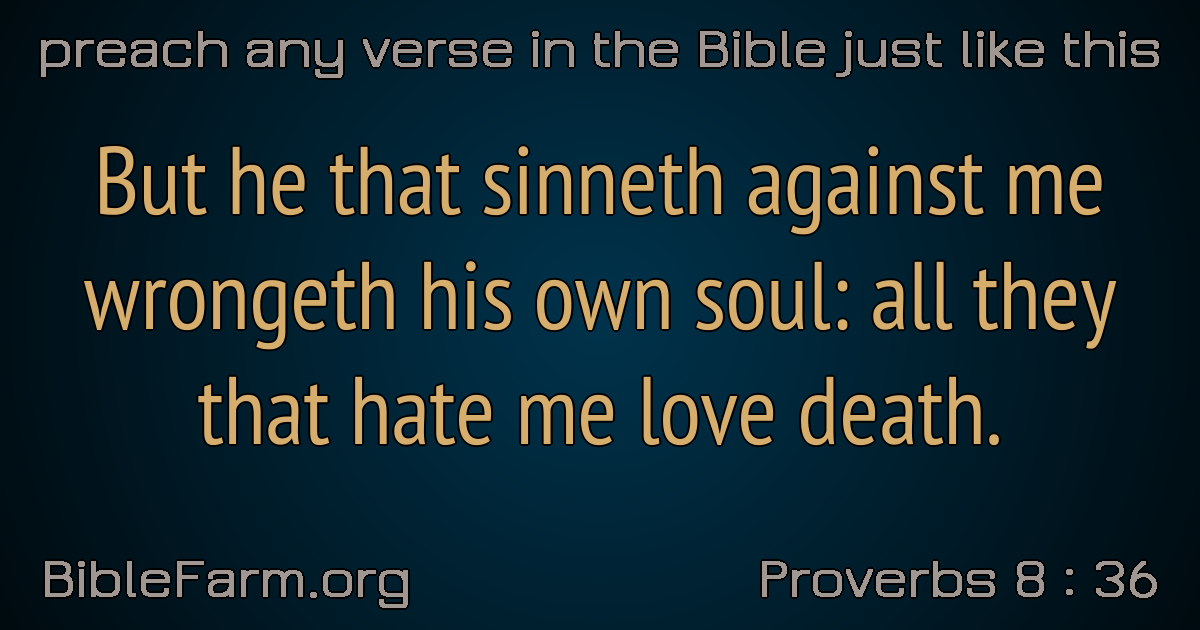 preach any verse in the Bible just like this
But he that sinneth against me
wrongeth his own soul: all they
that hate me love death.
BibleFarm.org
Proverbs 8 : 36